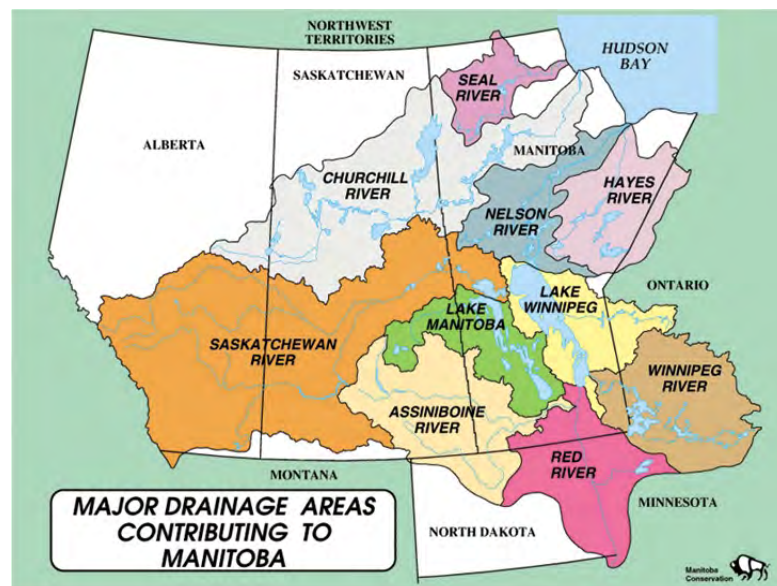 NORTHWEST
TERRITORIES
HUDSON
BAY
SASKATCHEWAN
SEAL
RIVER
ALBERTA
MANITOBA
CHURCHILL
RIVER
HAYES
RIVER
NELSON
RIVER
ONTARIO
LAKE
WINNIPEG
LAKE
MANITOBA
SASKATCHEWAN
RIVER
WINNIPEG
RIVER
ASSINIBOINE
RIVER
RED
RIVER
MONTANA
MINNESOTA
NORTH DAKOTA
MAJOR DRAINAGE AREAS
CONTRIBUTING TO
MANITOBA
Manitoba
Conservation